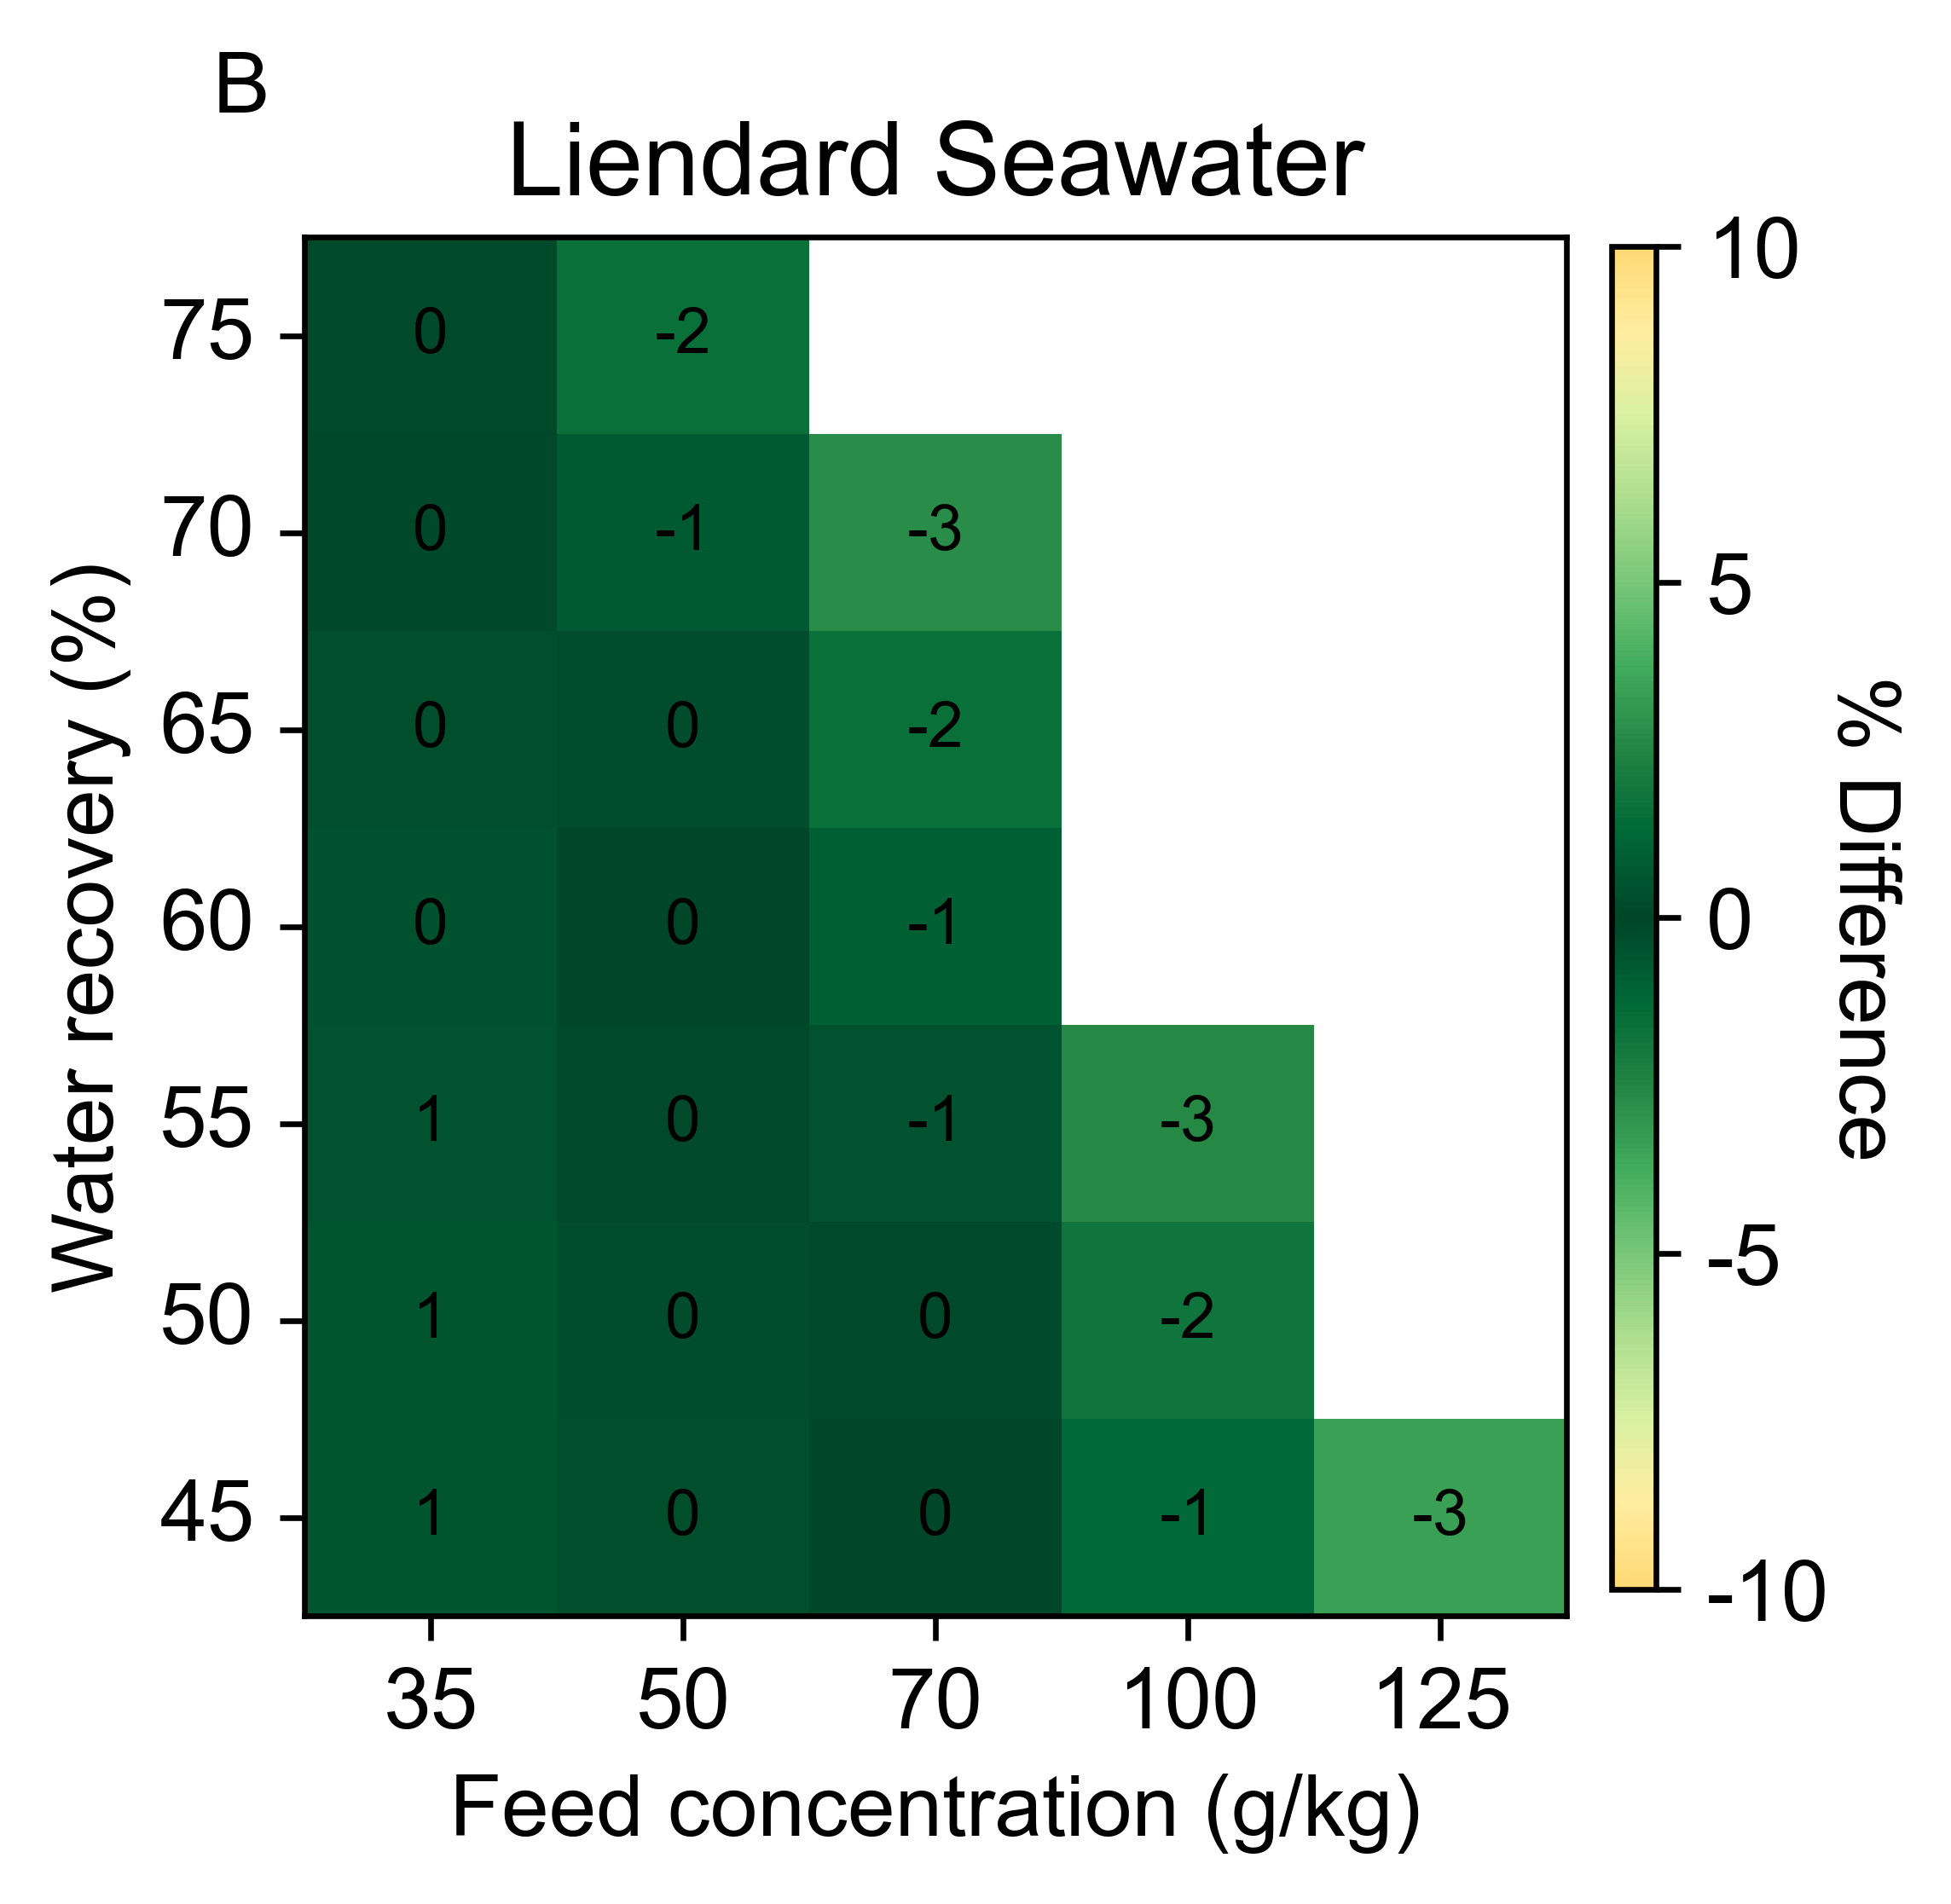 B
Liendard Seawater
75 0 -2
70 0 -1 -3
65 0 0 -2
60 0 0 -1
55 1 0 -1 -3
50 1 0 0 -2
45 1 0 0 -1 -3
35 50 70 100 125
Feed concentration (g/kg)
Water recovery (%)
10
5
0
-5
-10
% Difference